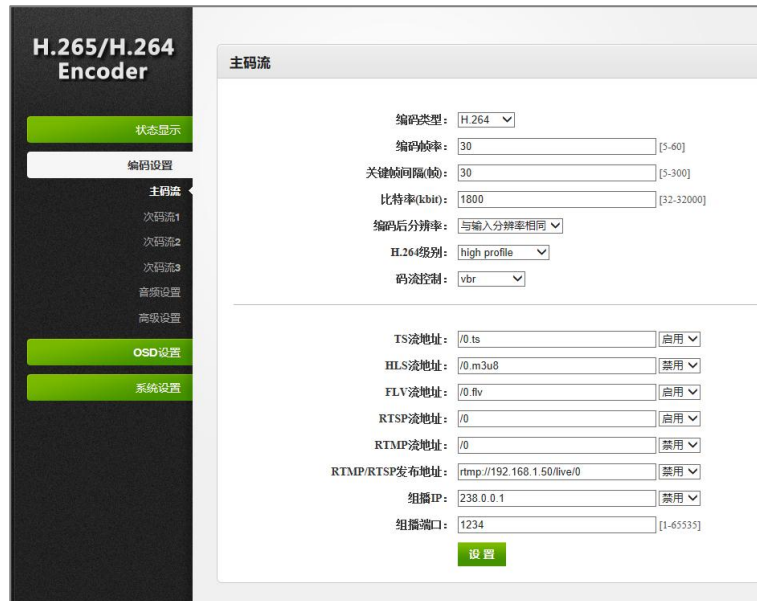 H.265/H.264
Encoder
状态显示
编码设置
主码流
次码流1
次码流2
次码流3
音频设置
高级设置
OSD设置
系统设置
主码流
编码类型： H.264
编码帧率： 30 [5-60]
关键帧间隔(帧)： 30 [5-300]
比特率(kbit)： 1800 [32-32000]
编码后分辨率： 与输入分辨率相同
H.264级别： high profile
码流控制： vbr
TS流地址： /0.ts 启用
HLS流地址： /0.m3u8 禁用
FLV流地址： /0.flv 启用
RTSP流地址： /0 启用
RTMP流地址： /0 禁用
RTMP/RTSP发布地址： rtmp://192.168.1.50/live/0 禁用
组播IP： 238.0.0.1 禁用
组播端口： 1234 [1-65535]
设置